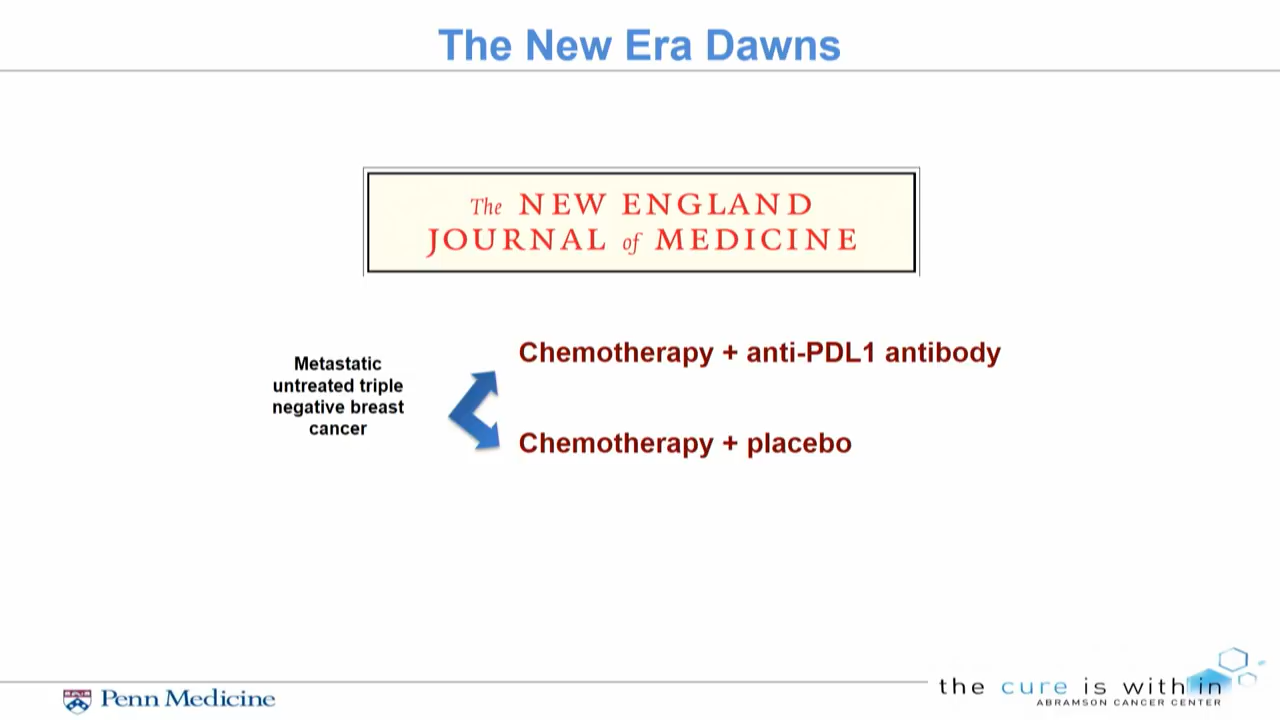 The New Era Dawns
The NEW ENGLAND
JOURNAL of MEDICINE
Metastatic
untreated triple
negative breast
cancer
Chemotherapy + anti-PDL1 antibody
Chemotherapy + placebo
Penn Medicine
the cure is within
ABRAMSON CANCER CENTER